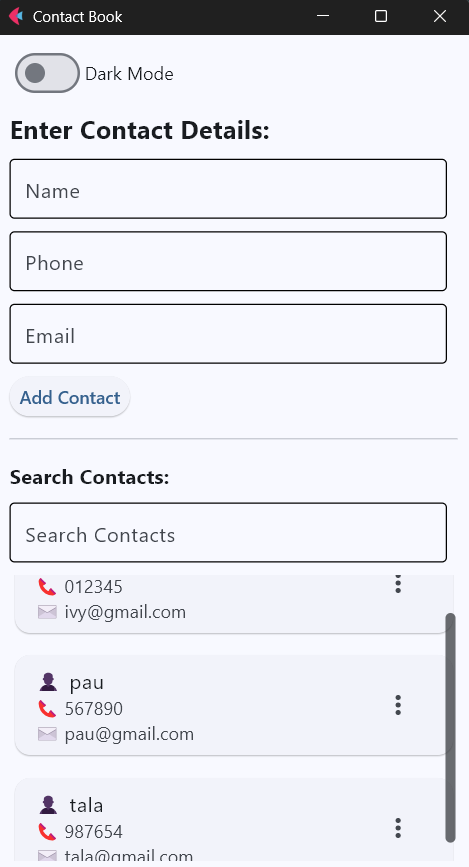 Contact Book
Dark Mode
Enter Contact Details:
Name
Phone
Email
Add Contact
Search Contacts:
Search Contacts
012345
ivy@gmail.com
pau
567890
pau@gmail.com
tala
987654
tala@gmail.com